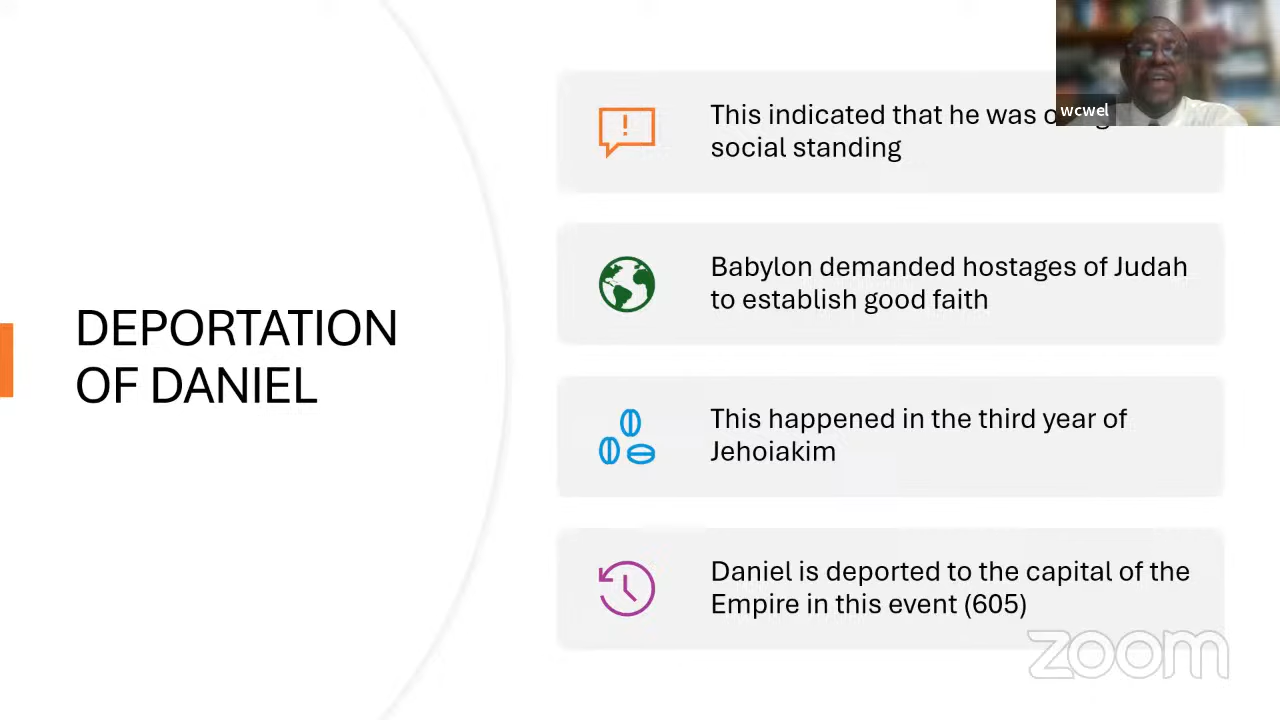 DEPORTATION
OF DANIEL
This indicated that he was
social standing
Babylon demanded hostages of Judah
to establish good faith
This happened in the third year of
Jehoiakim
Daniel is deported to the capital of the
Empire in this event (605)
wcwel
zoom